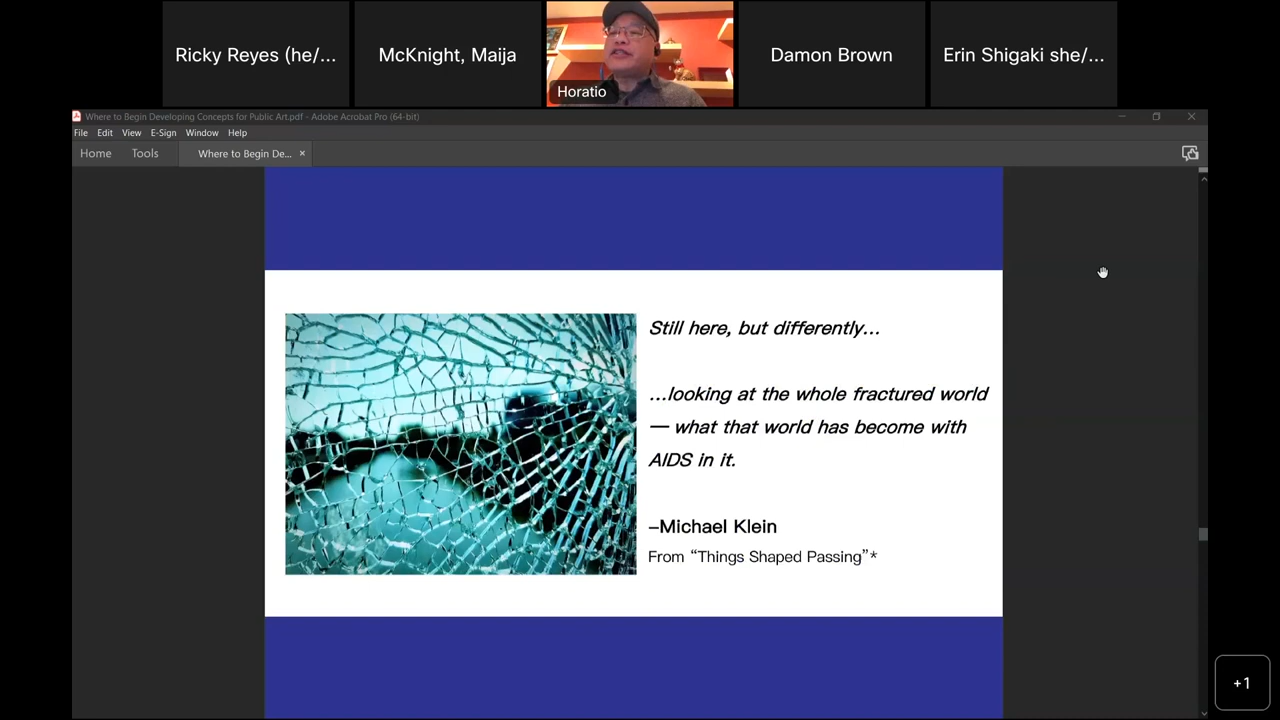 Ricky Reyes (he/...
McKnight, Maija
Horatio
Damon Brown
Erin Shigaki she/...
Where to Begin Developing Concepts for Public Art.pdf - Adobe Acrobat Pro (64-bit)
File Edit View E-Sign Window Help
Home Tools Where to Begin De... ×
Still here, but differently...
...looking at the whole fractured world
— what that world has become with
AIDS in it.
–Michael Klein
From “Things Shaped Passing”*
+1